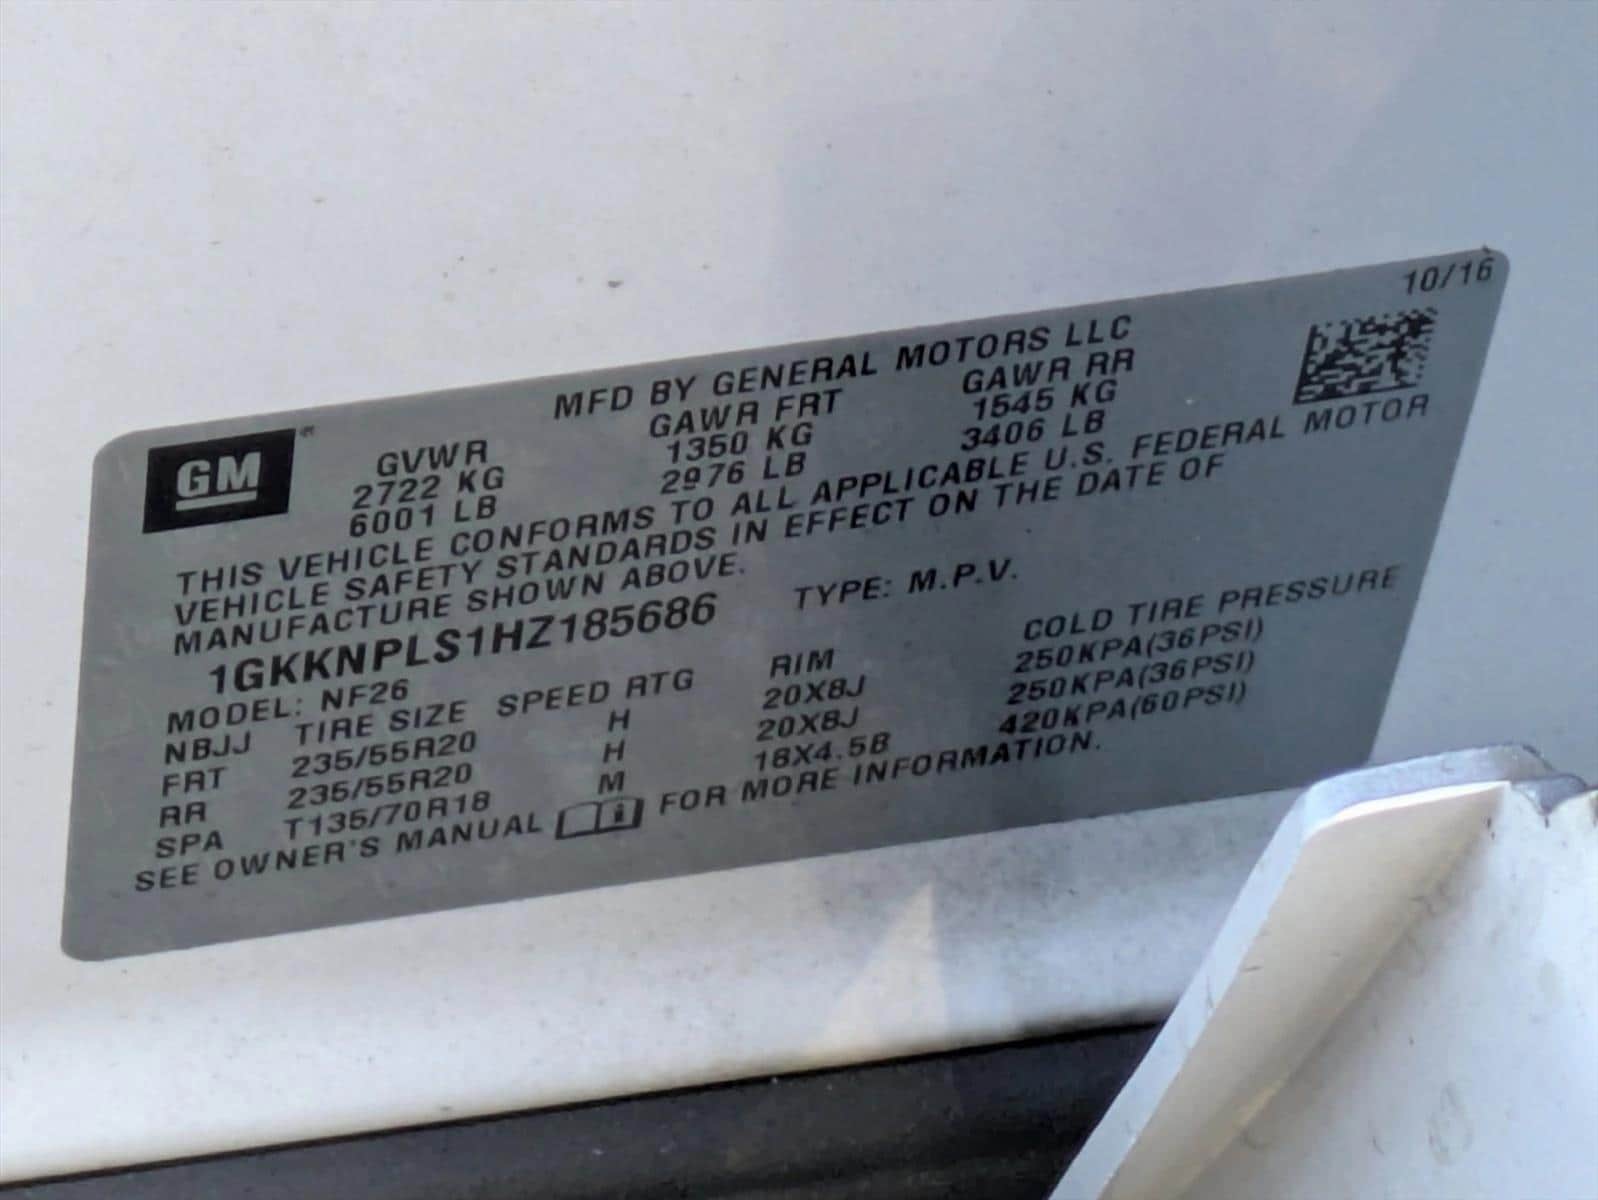 10/16
MFD BY GENERAL MOTORS LLC
GM®
GVWR GAWR FRT GAWR RR
2722 KG 1350 KG 1545 KG
6001 LB 2976 LB 3406 LB
THIS VEHICLE CONFORMS TO ALL APPLICABLE U.S. FEDERAL MOTOR
VEHICLE SAFETY STANDARDS IN EFFECT ON THE DATE OF
MANUFACTURE SHOWN ABOVE.
1GKKNPLS1HZ185686 TYPE: M.P.V.
MODEL: NF26
NBJJ TIRE SIZE SPEED RTG RIM COLD TIRE PRESSURE
FRT 235/55R20 H 20X8J 250KPA(36PSI)
RR 235/55R20 H 20X8J 250KPA(36PSI)
SPA T135/70R18 M 18X4.5B 420KPA(60PSI)
SEE OWNER'S MANUAL FOR MORE INFORMATION.